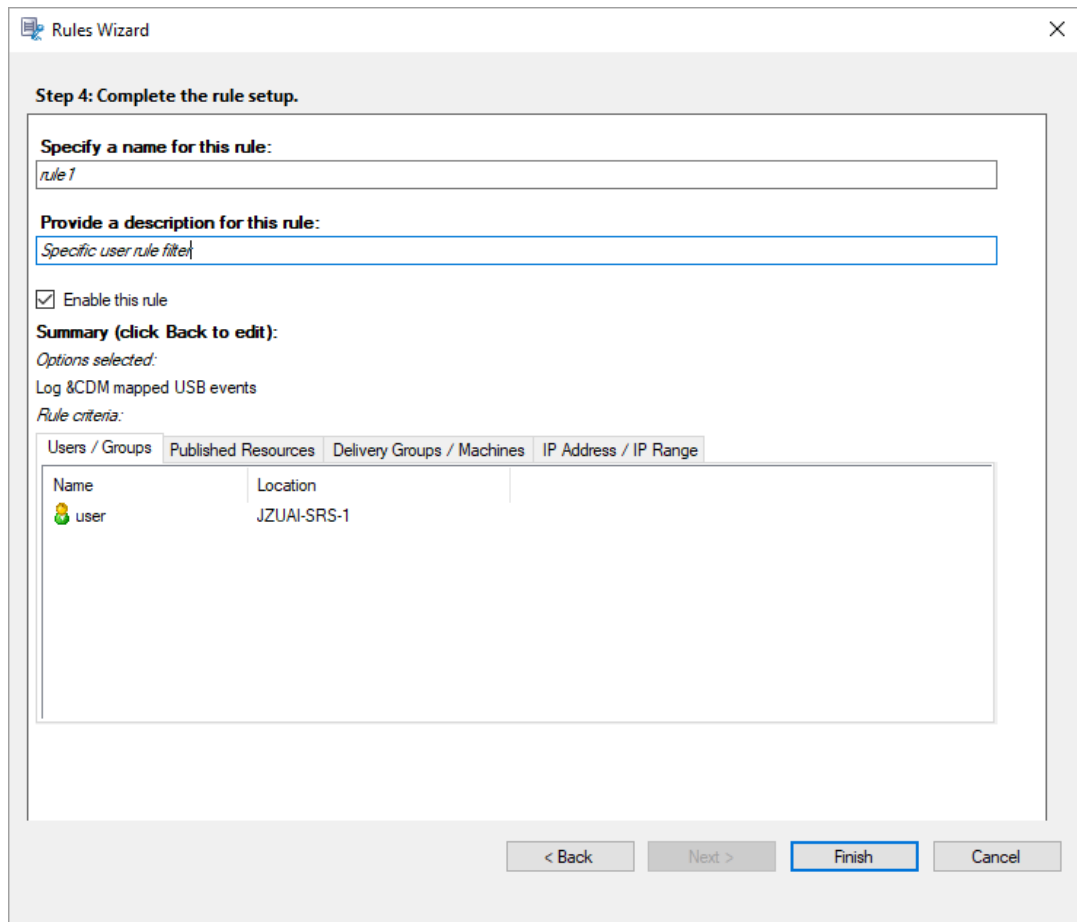 Rules Wizard
Step 4: Complete the rule setup.
Specify a name for this rule:
rule1
Provide a description for this rule:
Specific user rule filter
Enable this rule
Summary (click Back to edit):
Options selected:
Log &CDM mapped USB events
Rule criteria:
Users / Groups Published Resources Delivery Groups / Machines IP Address / IP Range
Name Location
user JZUAI-SRS-1
< Back Next > Finish Cancel